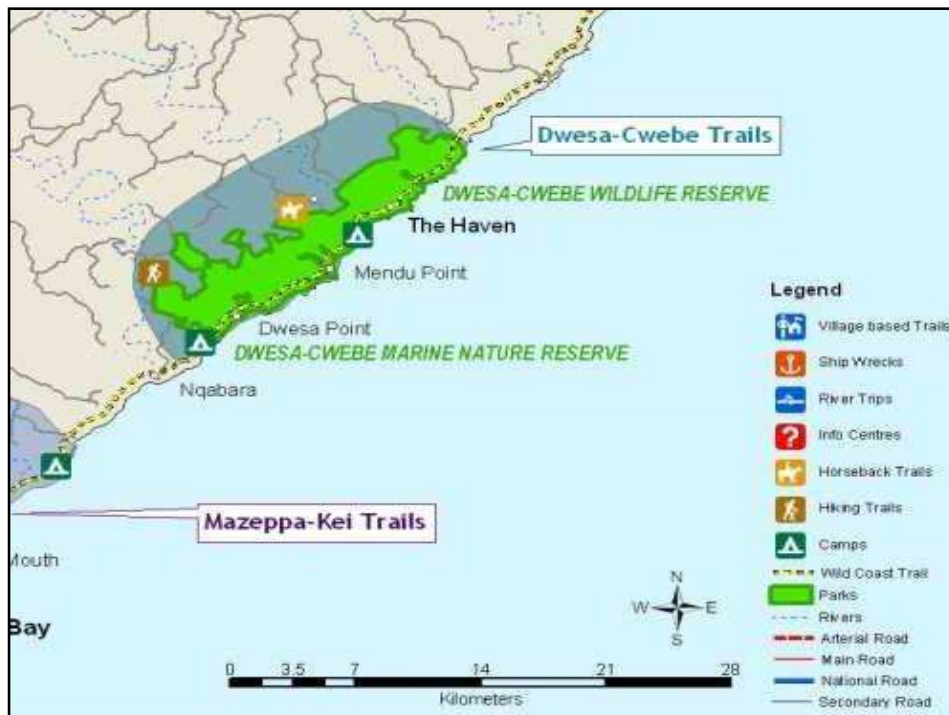 Dwesa-Cwebe Trails
DWESA-CWEBE WILDLIFE RESERVE
The Haven
Mendu Point
Dwesa Point
DWESA-CWEBE MARINE NATURE RESERVE
Nqabara
Mazeppa-Kei Trails
Mouth
Bay
Legend
Village based Trails
Ship Wrecks
River Trips
?
Info Centres
Horseback Trails
Hiking Trails
Camps
Wild Coast Trail
Parks
Rivers
Arterial Road
Main Road
National Road
Secondary Road
N
W E
S
0 3.5 7 14 21 28
Kilometers